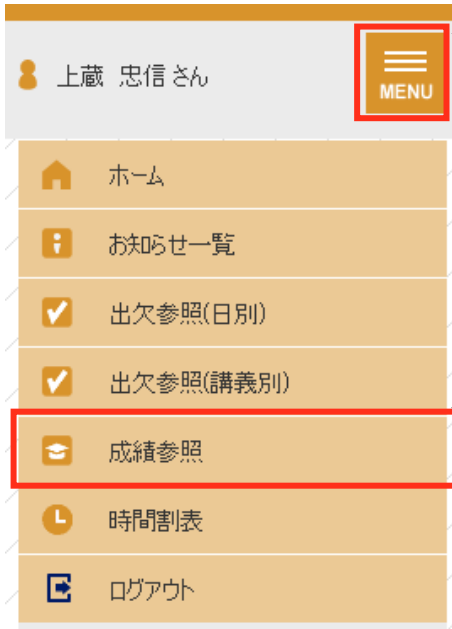 上蔵 忠信さん
MENU
ホーム
お知らせ一覧
出欠参照(日別)
出欠参照(講義別)
成績参照
時間割表
ログアウト